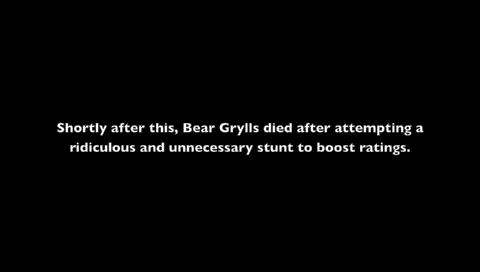 Shortly after this, Bear Grylls died after attempting a
ridiculous and unnecessary stunt to boost ratings.